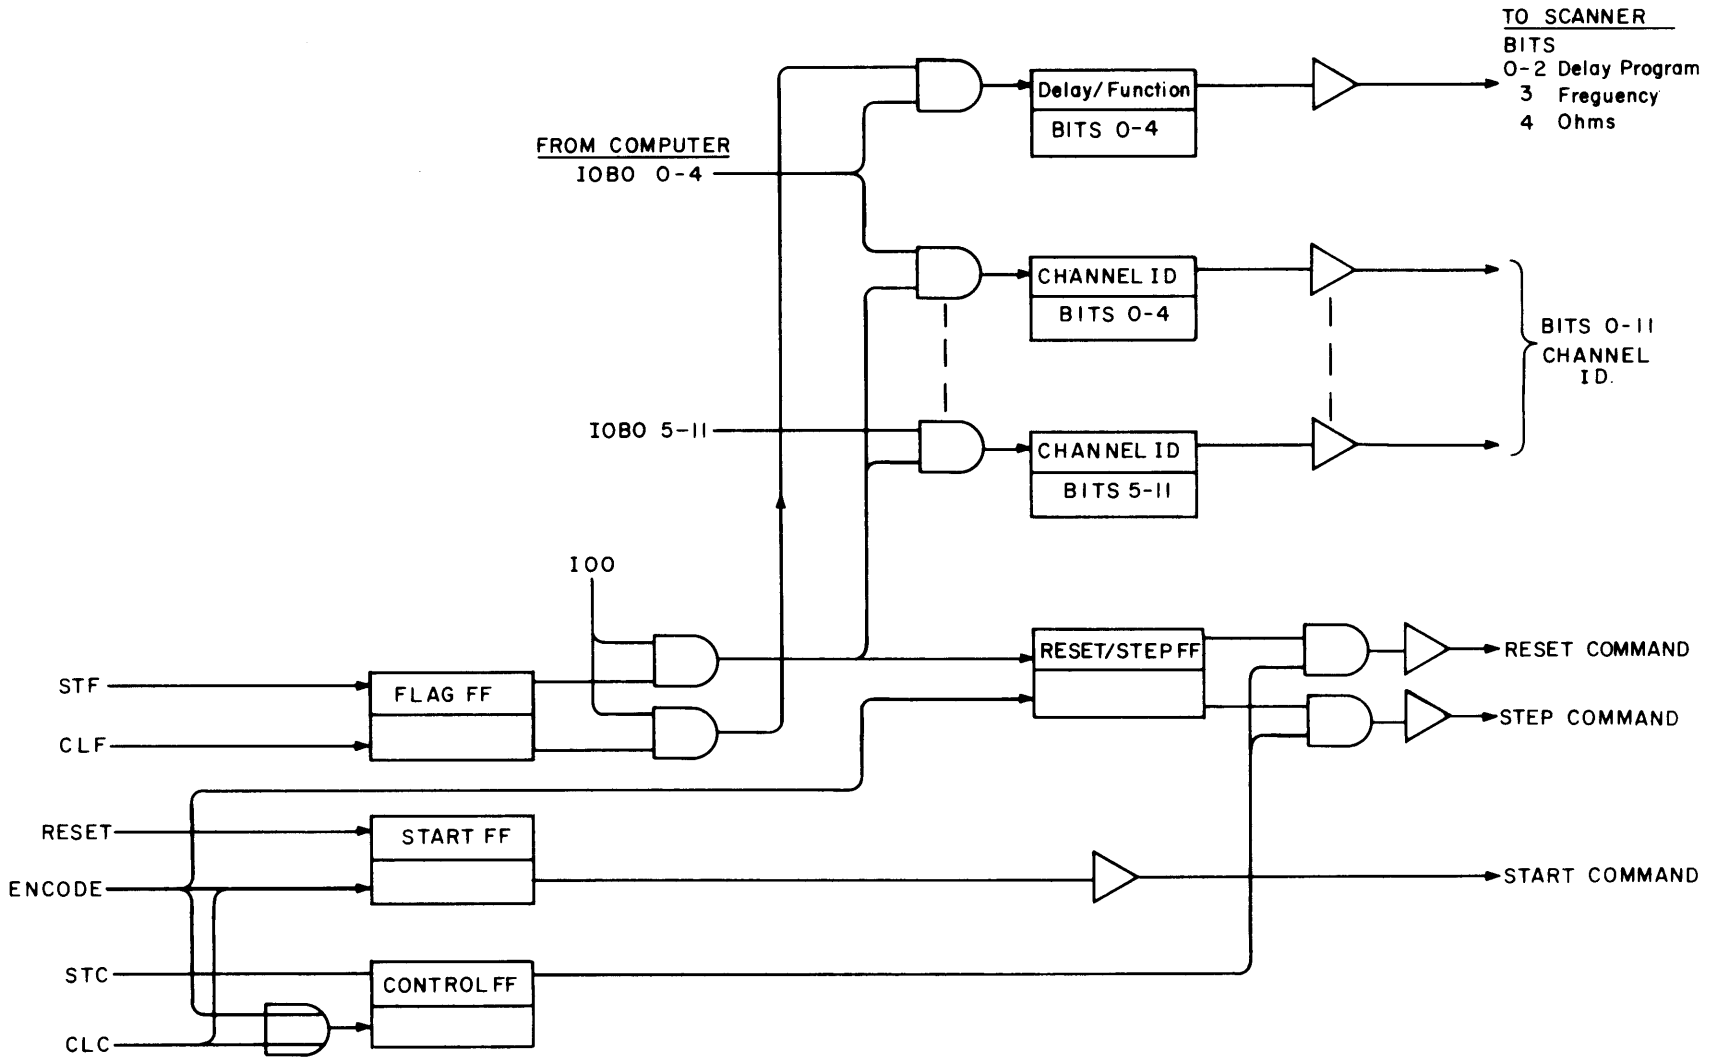 TO SCANNER
BITS
0-2 Delay Program
3 Freguency
4 Ohms
Delay/Function
BITS 0-4
FROM COMPUTER
IOBO 0-4
CHANNEL ID
BITS 0-4
BITS 0-11
CHANNEL
ID.
IOBO 5-11
CHANNEL ID
BITS 5-11
IOO
STF
FLAG FF
CLF
RESET/STEP FF
RESET COMMAND
STEP COMMAND
RESET
START FF
ENCODE
START COMMAND
STC
CONTROL FF
CLC